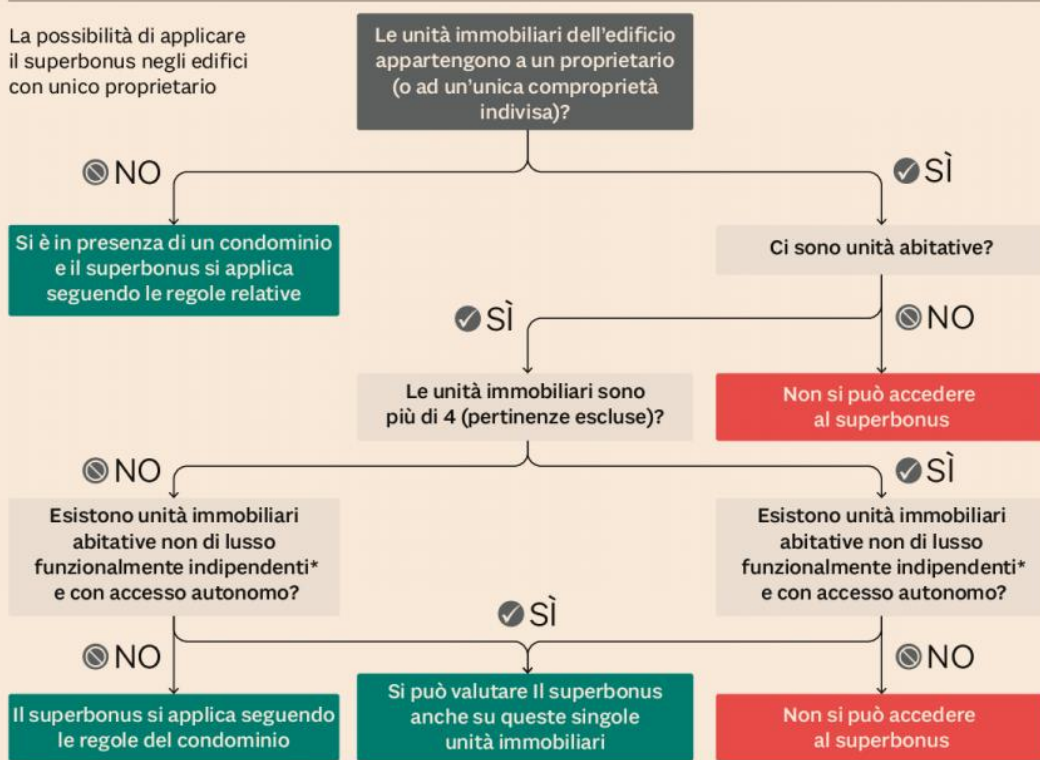 La possibilità di applicare
il superbonus negli edifici
con unico proprietario
Le unità immobiliari dell'edificio
appartengono a un proprietario
(o ad un'unica comproprietà
indivisa)?
NO
SÌ
Si è in presenza di un condominio
e il superbonus si applica
seguendo le regole relative
Ci sono unità abitative?
SÌ
NO
Le unità immobiliari sono
più di 4 (pertinenze escluse)?
Non si può accedere
al superbonus
NO
SÌ
Esistono unità immobiliari
abitative non di lusso
funzionalmente indipendenti*
e con accesso autonomo?
Esistono unità immobiliari
abitative non di lusso
funzionalmente indipendenti*
e con accesso autonomo?
SÌ
NO
NO
Il superbonus si applica seguendo
le regole del condominio
Si può valutare Il superbonus
anche su queste singole
unità immobiliari
Non si può accedere
al superbonus